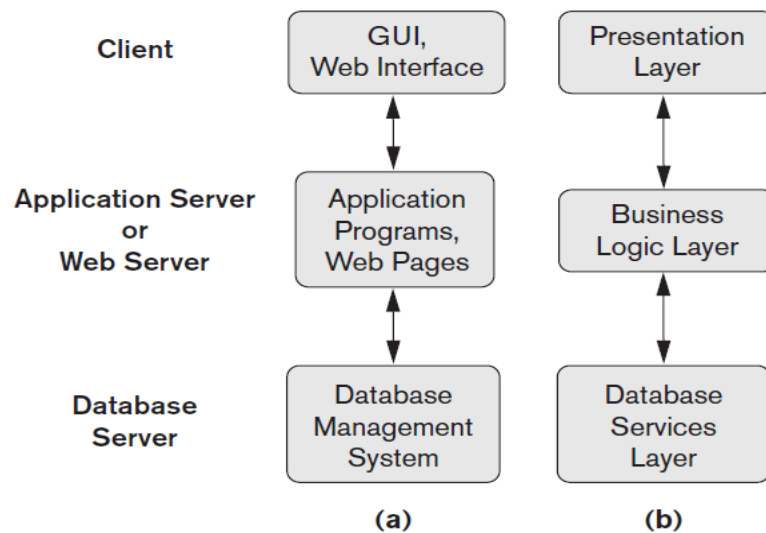 Client
GUI,
Web Interface
Presentation
Layer
Application Server
or
Web Server
Application
Programs,
Web Pages
Business
Logic Layer
Database
Server
Database
Management
System
Database
Services
Layer
(a)
(b)